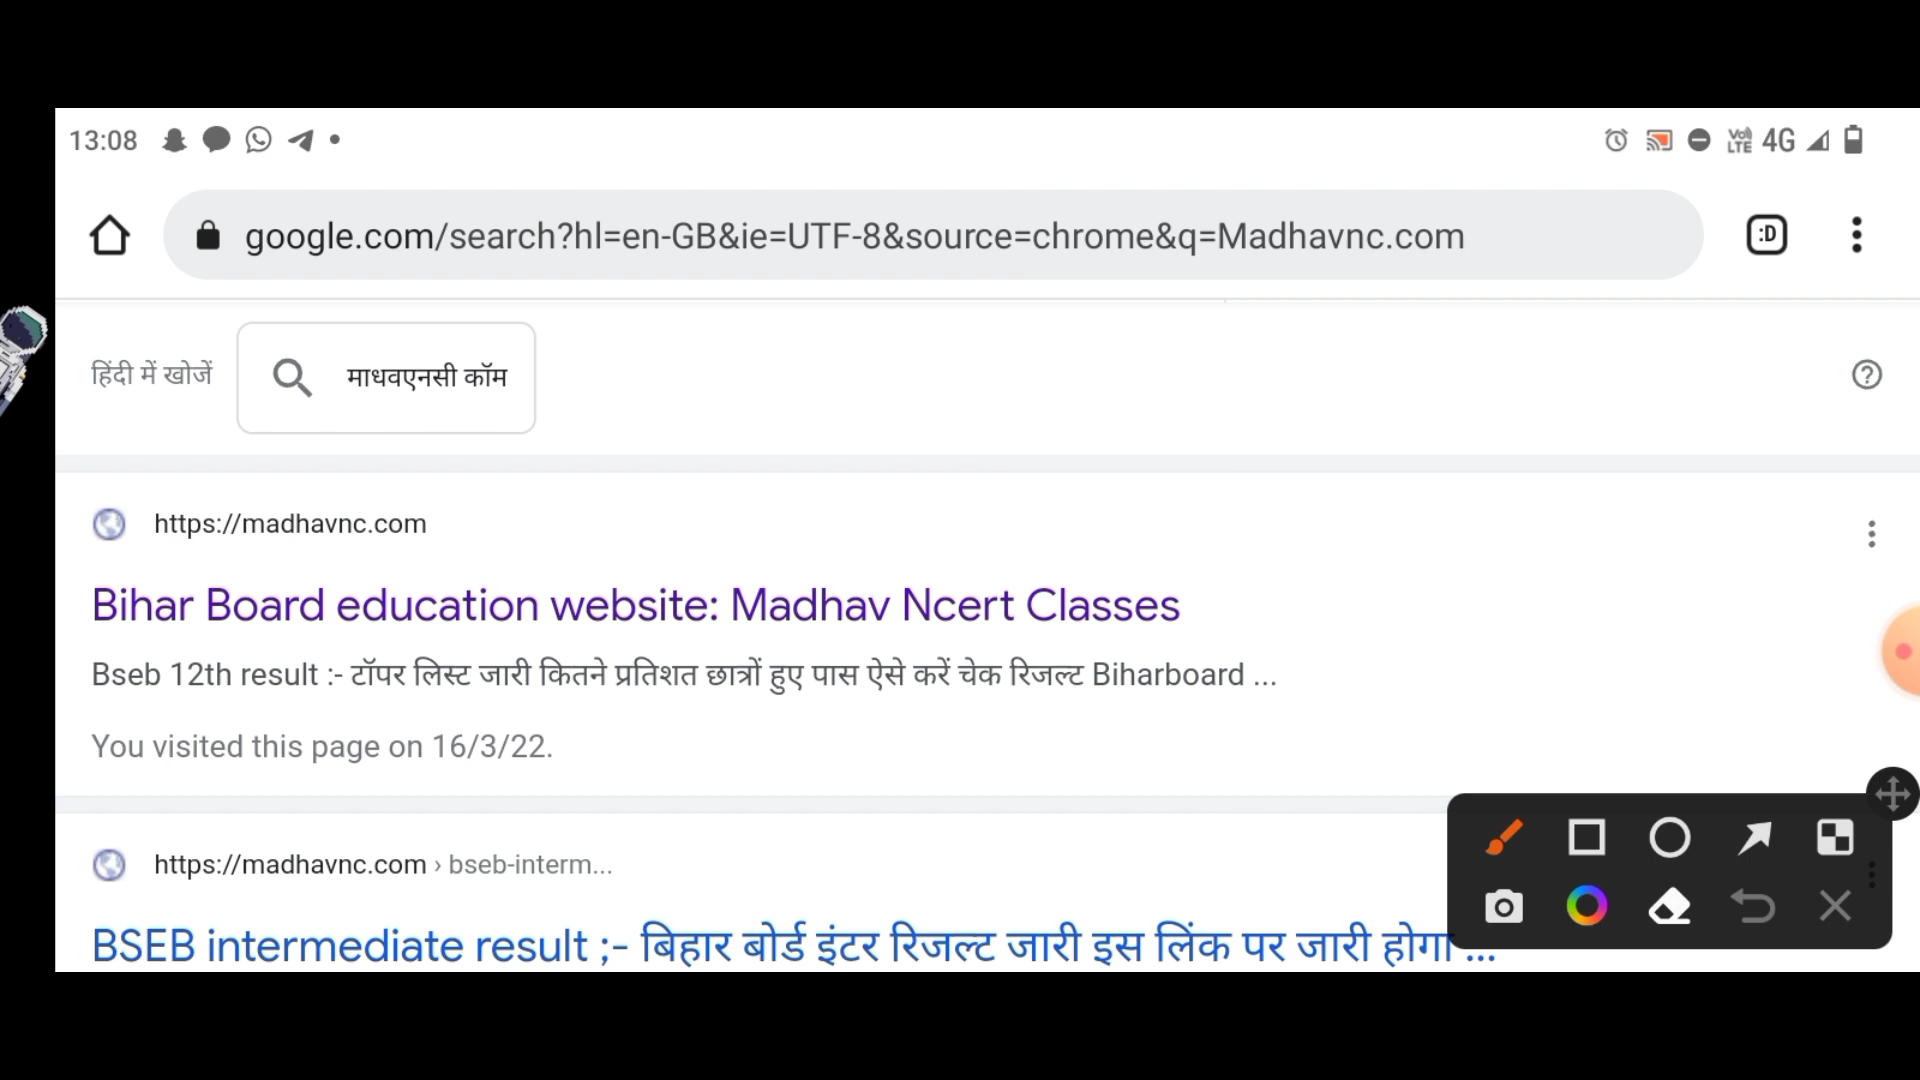 13:08 VoI) LTE 4G
google.com/search?hl=en-GB&ie=UTF-8&source=chrome&q=Madhavnc.com :D
हिंदी में खोजें माधवएनसी कॉम
https://madhavnc.com
Bihar Board education website: Madhav Ncert Classes
Bseb 12th result :- टॉपर लिस्ट जारी कितने प्रतिशत छात्रों हुए पास ऐसे करें चेक रिजल्ट Biharboard ...
You visited this page on 16/3/22.
https://madhavnc.com › bseb-interm...
BSEB intermediate result ;- बिहार बोर्ड इंटर रिजल्ट जारी इस लिंक पर जारी होगा ...